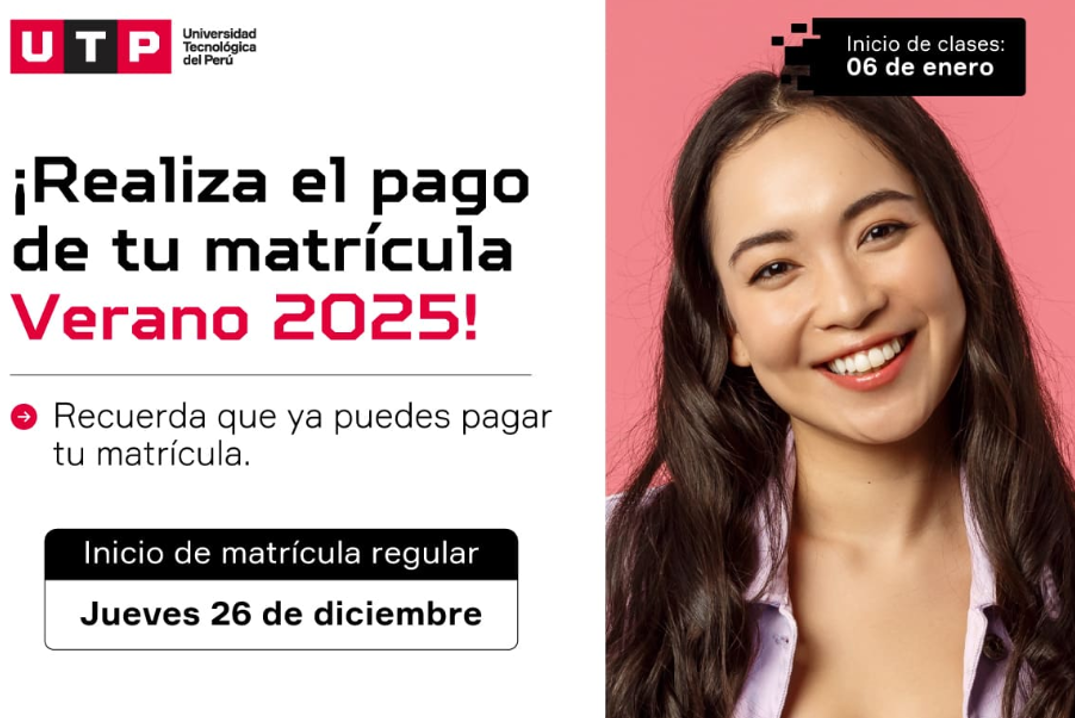 UTP
Universidad
Tecnológica
del Perú
Inicio de clases:
06 de enero
¡Realiza el pago
de tu matrícula
Verano 2025!
Recuerda que ya puedes pagar
tu matrícula.
Inicio de matrícula regular
Jueves 26 de diciembre